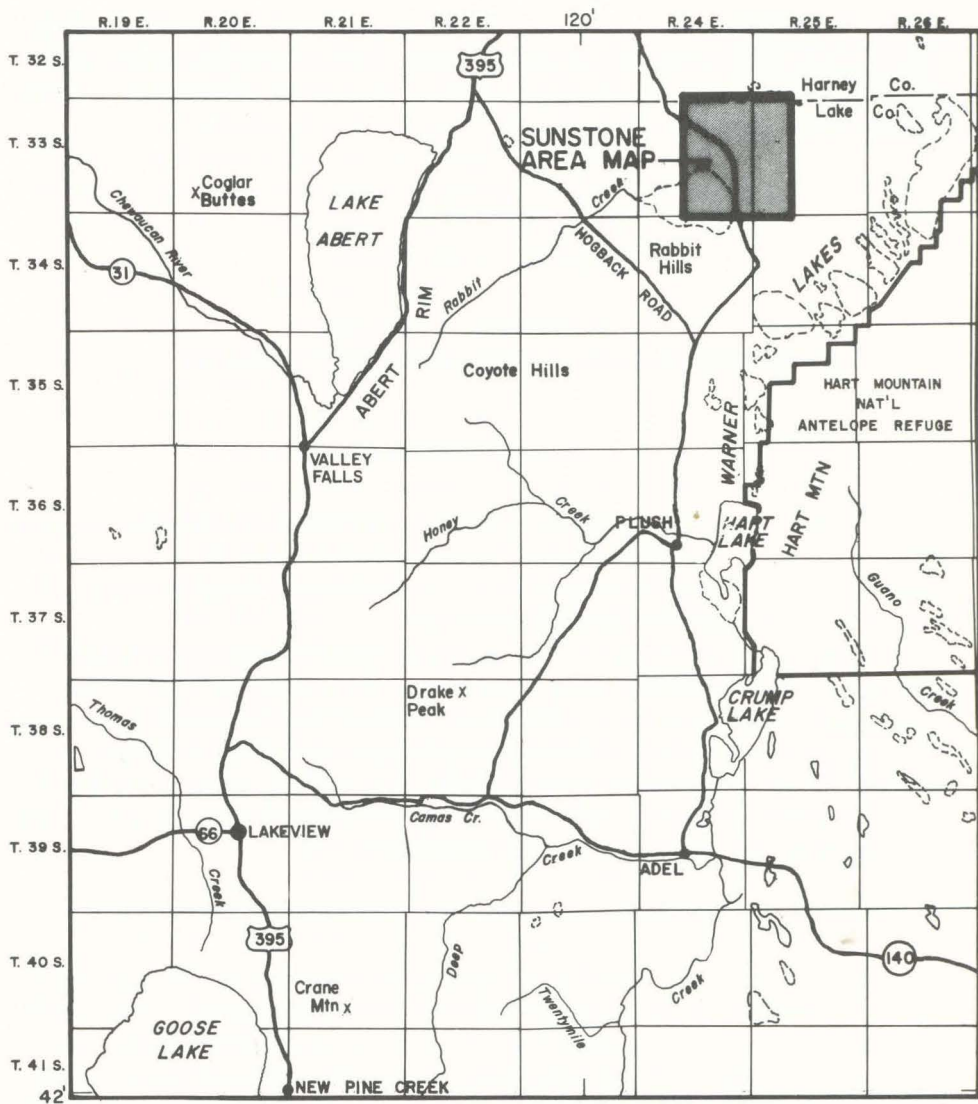 R.19 E. R.20 E. R.21 E. R.22 E. 120' R.24 E. R.25 E. R.26 E.
T. 32 S.
395
Harney Co.
Lake Co.
T. 33 S.
SUNSTONE
AREA MAP
Creek
x Coglar
Buttes
Chewaucan River
LAKE
ABERT
Rabbit
HOGBACK ROAD
Rabbit
Hills
LAKES
T. 34 S.
31
RIM
ABERT
T. 35 S.
Coyote Hills
WARNER
HART MOUNTAIN
NAT'L
ANTELOPE REFUGE
VALLEY
FALLS
T. 36 S.
Honey
Creek
PLUSH
HART
LAKE
HART MTN
Guano
Creek
T. 37 S.
Drake x
Peak
CRUMP
LAKE
T. 38 S.
Thomas
Creek
66
LAKEVIEW
Camas Cr.
T. 39 S.
Creek
ADEL
395
Deep
140
T. 40 S.
Crane
Mtn x
Twentymile
Creek
GOOSE
LAKE
T. 41 S.
42'
NEW PINE CREEK